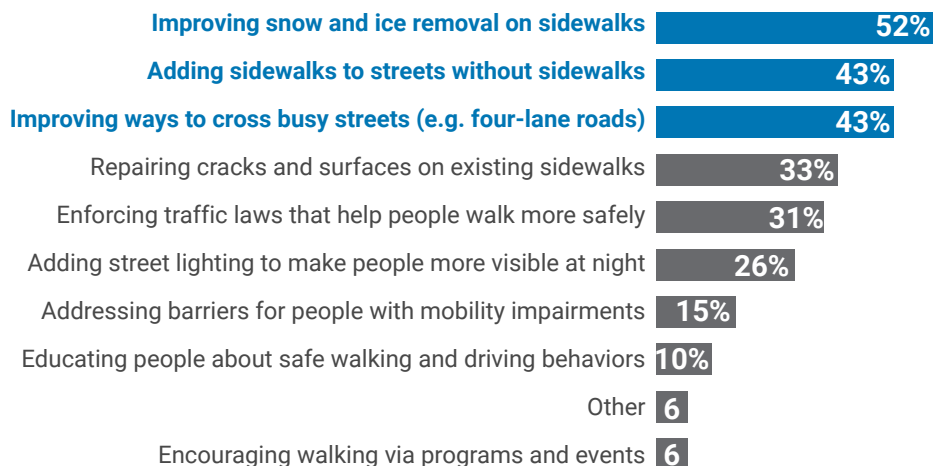 Improving snow and ice removal on sidewalks 52%
Adding sidewalks to streets without sidewalks 43%
Improving ways to cross busy streets (e.g. four-lane roads) 43%
Repairing cracks and surfaces on existing sidewalks 33%
Enforcing traffic laws that help people walk more safely 31%
Adding street lighting to make people more visible at night 26%
Addressing barriers for people with mobility impairments 15%
Educating people about safe walking and driving behaviors 10%
Other 6
Encouraging walking via programs and events 6